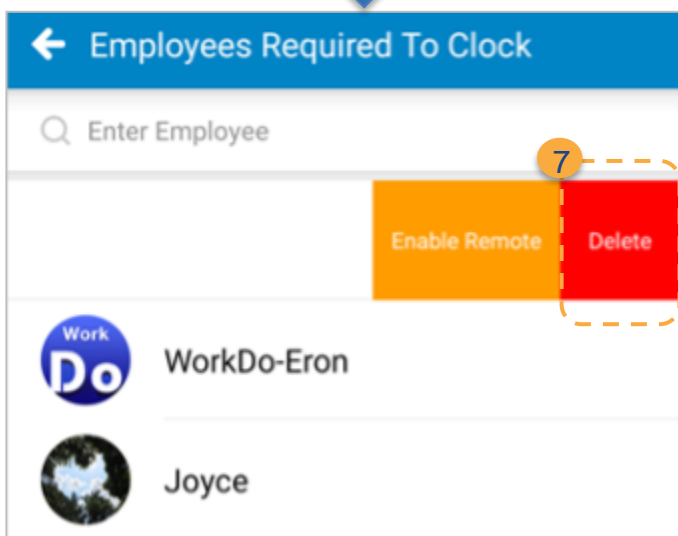 Employees Required To Clock
Enter Employee
7
Enable Remote
Delete
Work
Do
WorkDo-Eron
Joyce